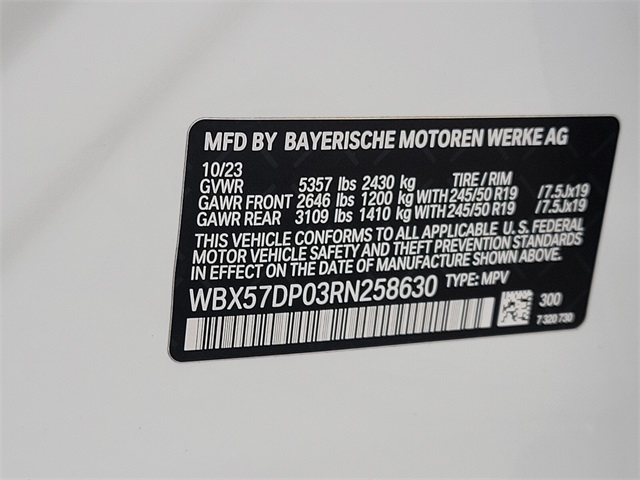 MFD BY BAYERISCHE MOTOREN WERKE AG
10/23
GVWR 5357 lbs 2430 kg TIRE / RIM
GAWR FRONT 2646 lbs 1200 kg WITH 245/50 R19 /7.5Jx19
GAWR REAR 3109 lbs 1410 kg WITH 245/50 R19 /7.5Jx19
THIS VEHICLE CONFORMS TO ALL APPLICABLE U.S. FEDERAL
MOTOR VEHICLE SAFETY AND THEFT PREVENTION STANDARDS
IN EFFECT ON THE DATE OF MANUFACTURE SHOWN ABOVE.
WBX57DP03RN258630 TYPE: MPV
300
7 320 730